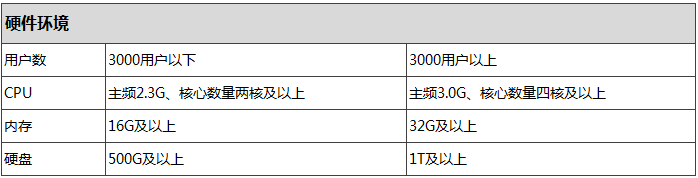 硬件环境
用户数 3000用户以下 3000用户以上
CPU 主频2.3G、核心数量两核及以上 主频3.0G、核心数量四核及以上
内存 16G及以上 32G及以上
硬盘 500G及以上 1T及以上